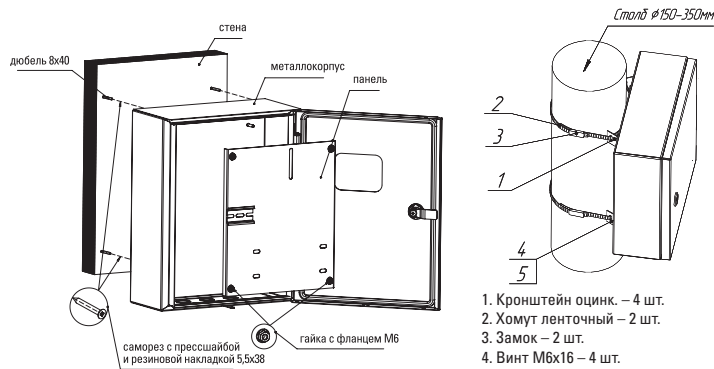 стена
дюбель 8х40
металлокорпус
панель
саморез с прессшайбой
и резиновой накладкой 5,5х38
гайка с фланцем М6
Столб ⌀150-350мм
2
3
1
4
5
1. Кронштейн оцинк. – 4 шт.
2. Хомут ленточный – 2 шт.
3. Замок – 2 шт.
4. Винт М6х16 – 4 шт.